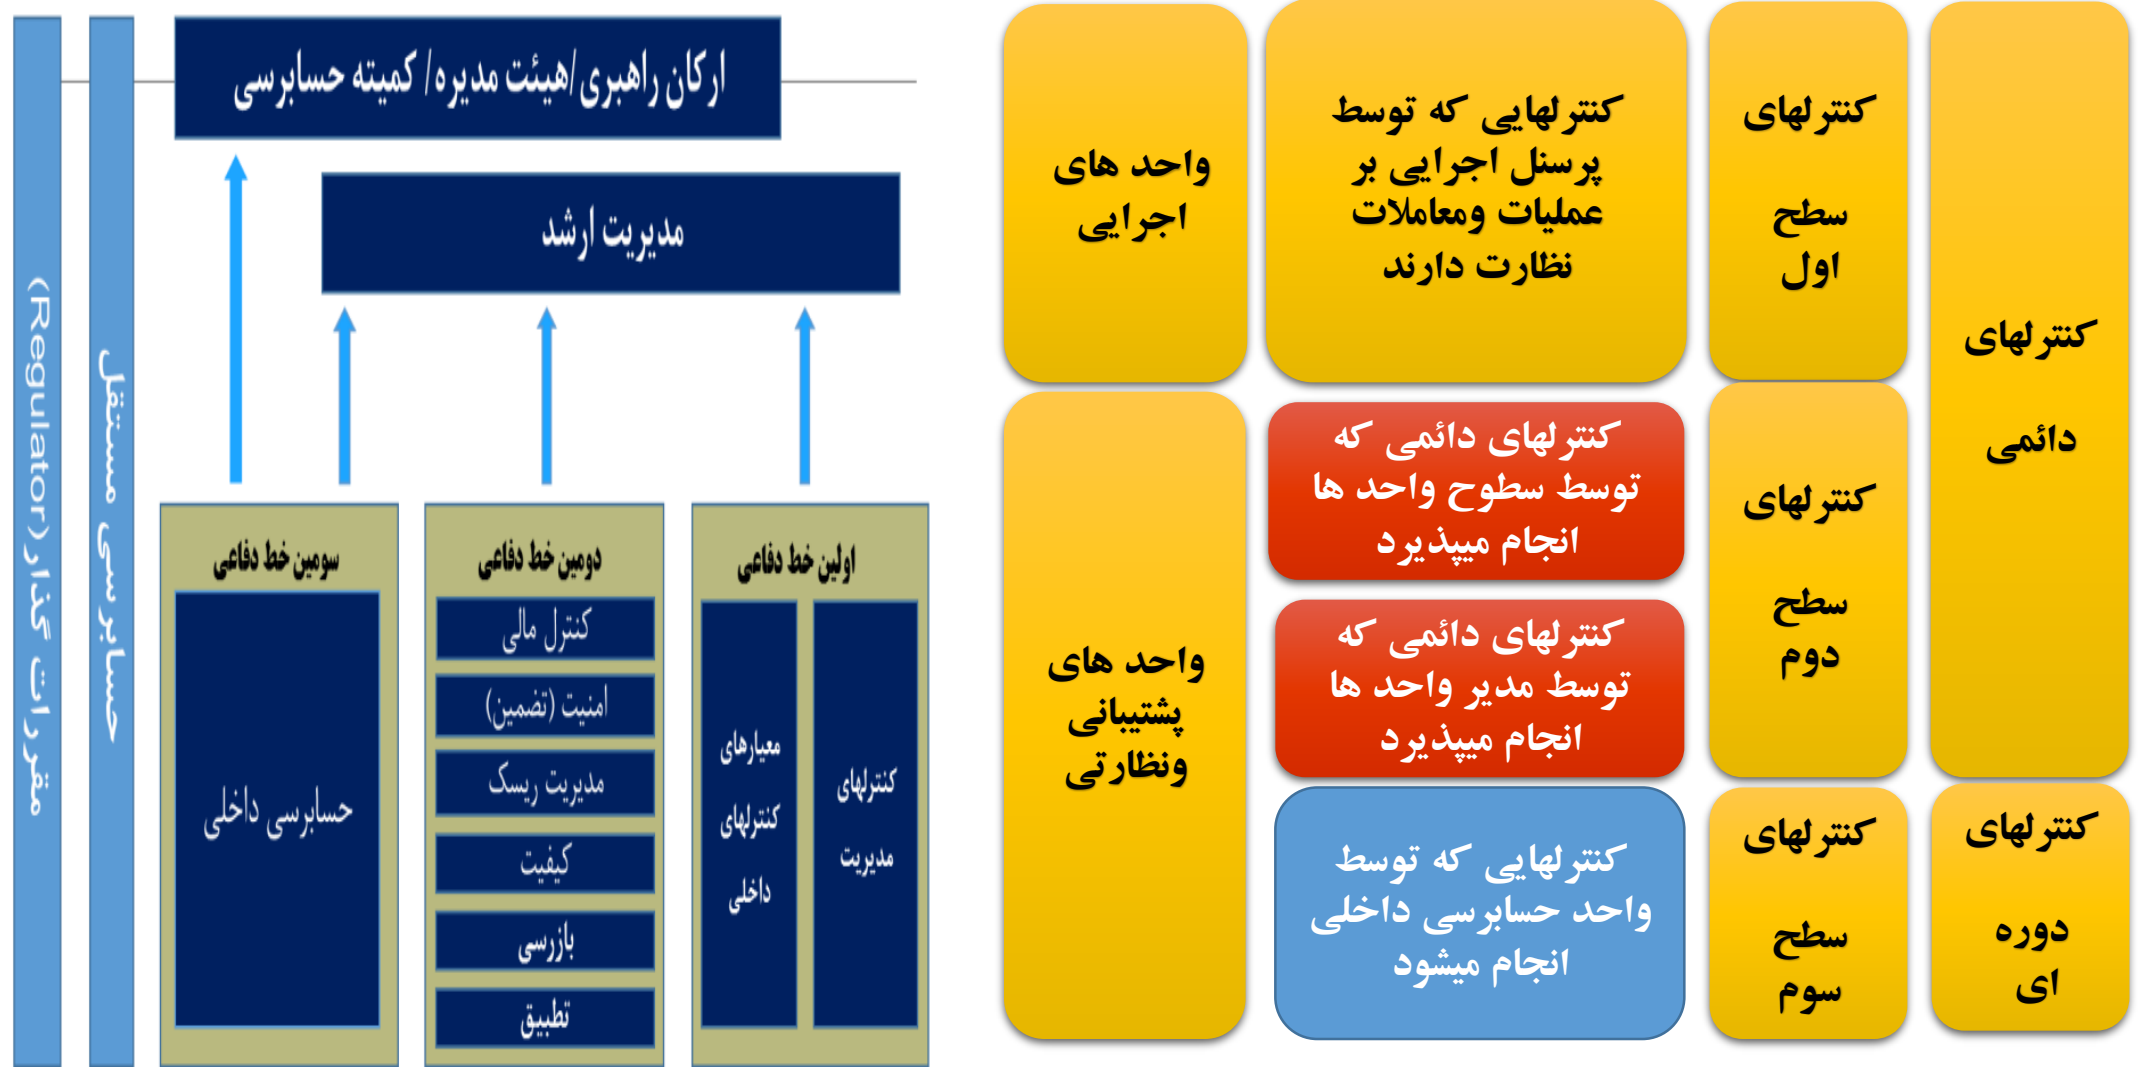 ارکان راهبری/هیئت مدیره/ کمیته حسابرسی
مدیریت ارشد
اولین خط دفاعی
کنترلهای
مدیریت
معیارهای
کنترلهای
داخلی
دومین خط دفاعی
کنترل مالی
امنیت (تضمین)
مدیریت ریسک
کیفیت
بازرسی
تطبیق
سومین خط دفاعی
حسابرسی داخلی
حسابرسی مستقل
مقررات گذار(Regulator)
کنترلهای
دائمی
کنترلهای
سطح
اول
کنترلهایی که توسط
پرسنل اجرایی بر
عملیات ومعاملات
نظارت دارند
واحد های
اجرایی
کنترلهای
سطح
دوم
کنترلهای دائمی که
توسط سطوح واحد ها
انجام میپذیرد
کنترلهای دائمی که
توسط مدیر واحد ها
انجام میپذیرد
واحد های
پشتیبانی
ونظارتی
کنترلهای
دوره
ای
کنترلهای
سطح
سوم
کنترلهایی که توسط
واحد حسابرسی داخلی
انجام میشود